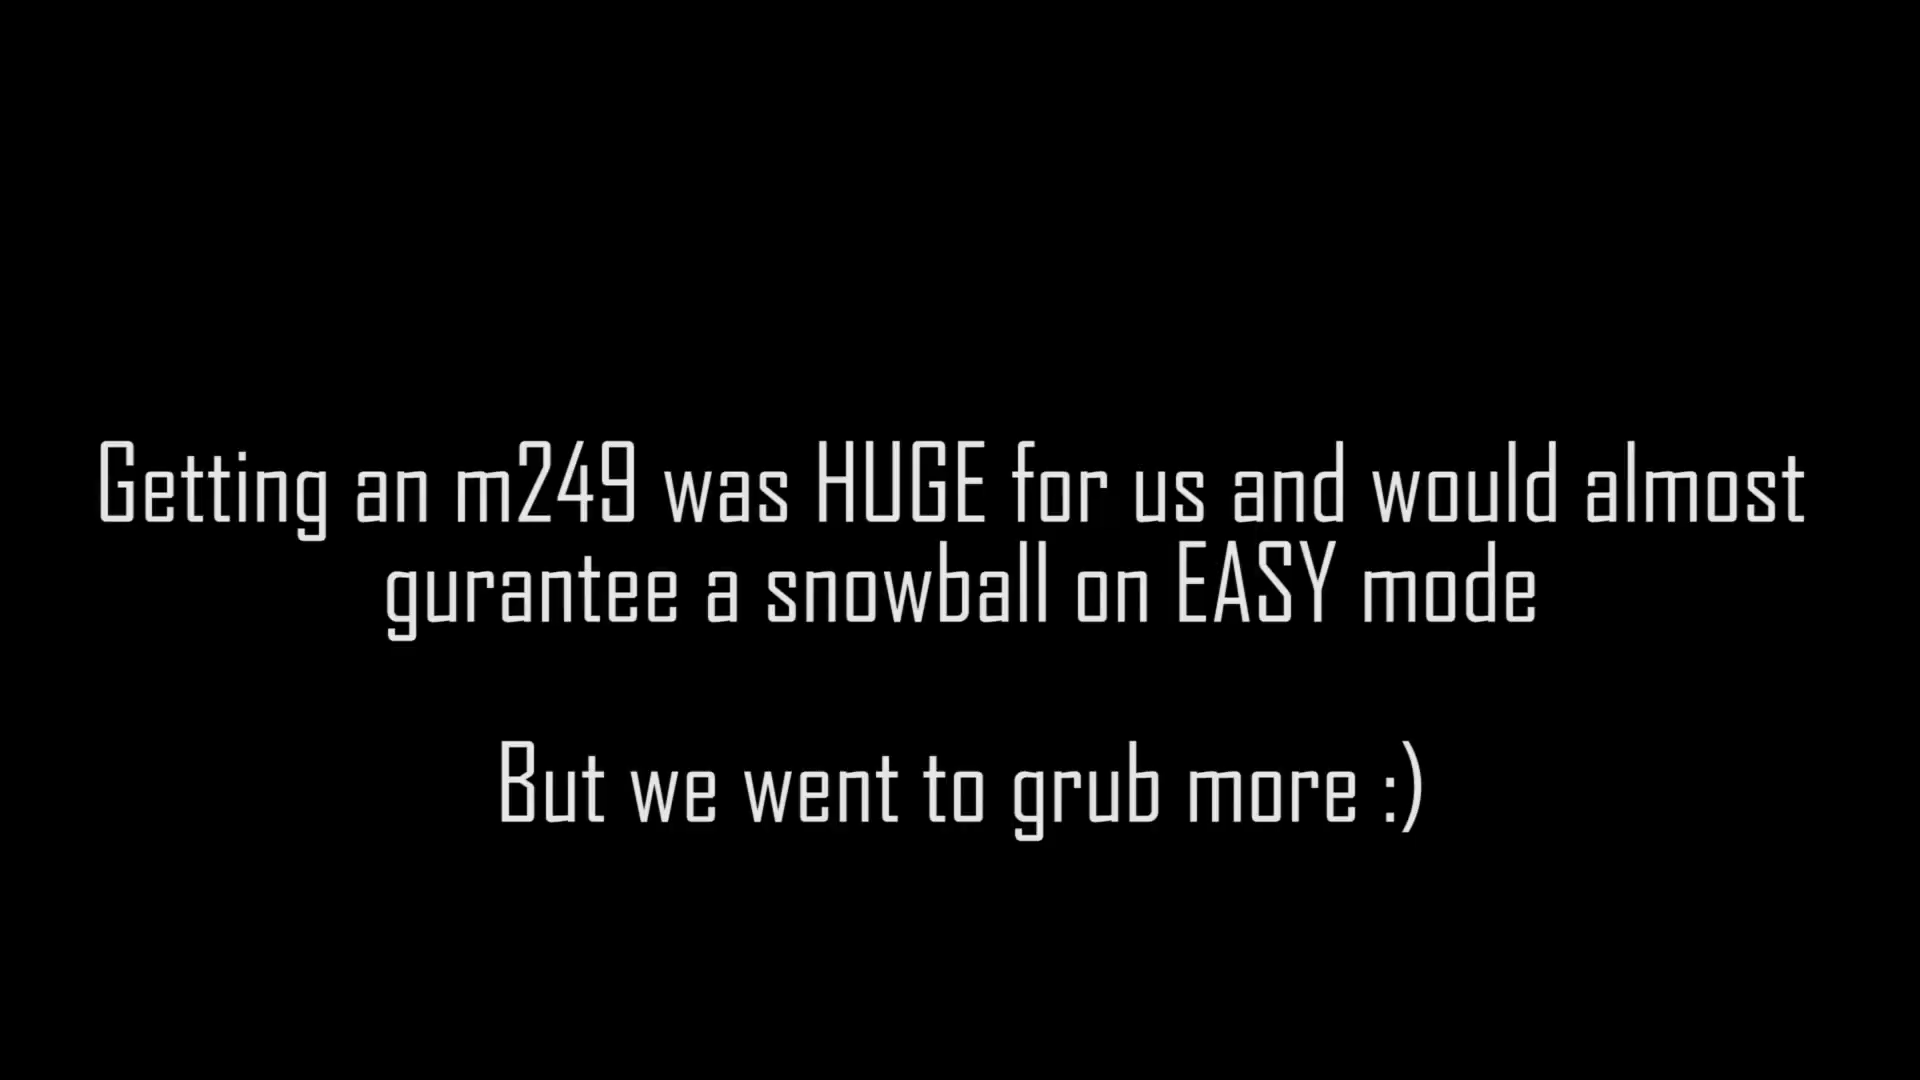 Getting an m249 was HUGE for us and would almost
gurantee a snowball on EASY mode
But we went to grub more :)